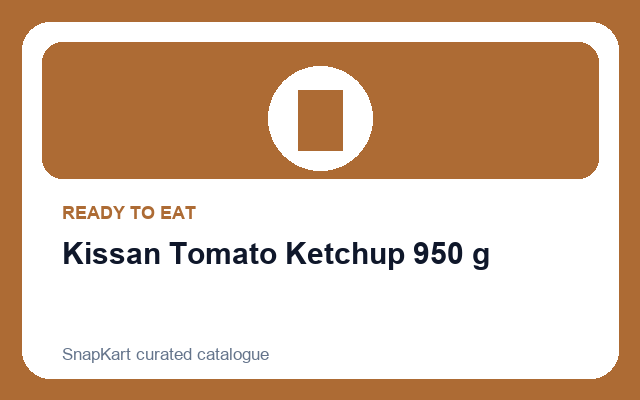 READY TO EAT
Kissan Tomato Ketchup 950 g
SnapKart curated catalogue